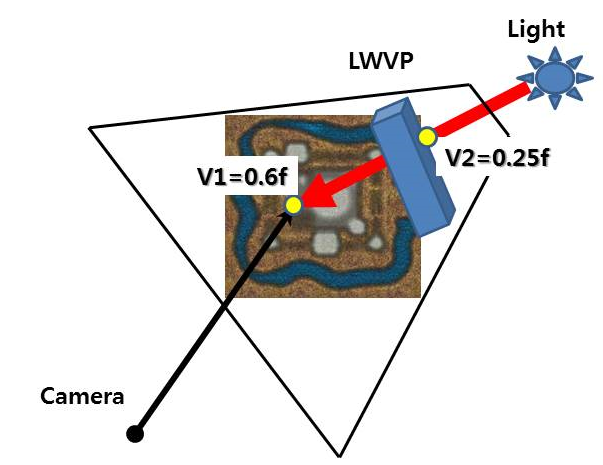 Light
LWVP
V2=0.25f
V1=0.6f
Camera